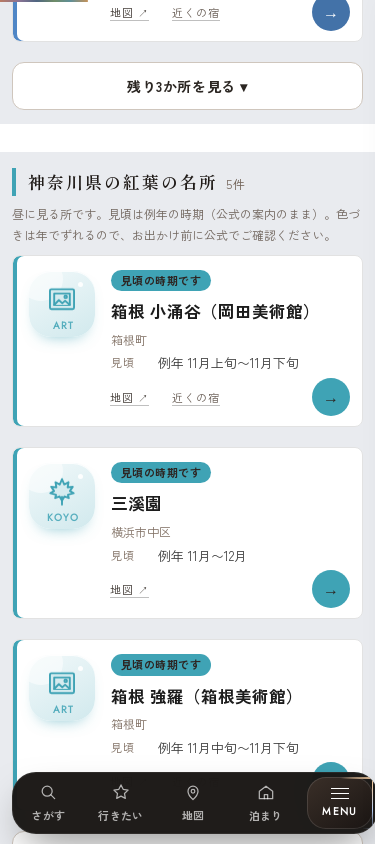 地図 ↗ 近くの宿
→
残り3か所を見る ▾
神奈川県の紅葉の名所 5件
昼に見る所です。見頃は例年の時期（公式の案内のまま）。色づ
きは年でずれるので、お出かけ前に公式でご確認ください。
見頃の時期です
ART
箱根 小涌谷（岡田美術館）
箱根町
見頃 例年 11月上旬〜11月下旬
地図 ↗ 近くの宿
→
見頃の時期です
KOYO
三溪園
横浜市中区
見頃 例年 11月〜12月
地図 ↗
→
見頃の時期です
ART
箱根 強羅（箱根美術館）
箱根町
見頃 例年 11月中旬〜11月下旬
さがす 行きたい 地図 泊まり MENU